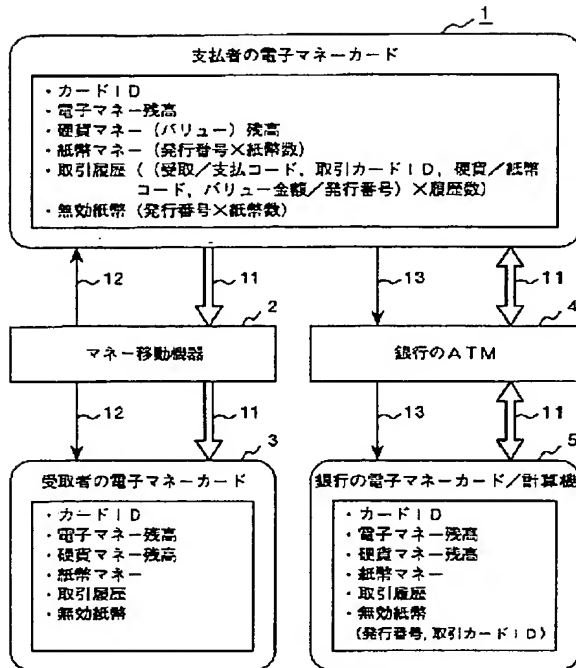 1
支払者の電子マネーカード
・カードID
・電子マネー残高
・硬貨マネー(バリュー)残高
・紙幣マネー(発行番号×紙幣数)
・取引履歴((受取/支払コード,取引カードID,硬貨/紙幣
コード,バリュー金額/発行番号)×履歴数)
・無効紙幣(発行番号×紙幣数)
12
11
13
11
2
4
マネー移動機器
銀行のATM
12
11
13
11
3
5
受取者の電子マネーカード
・カードID
・電子マネー残高
・硬貨マネー残高
・紙幣マネー
・取引履歴
・無効紙幣
銀行の電子マネーカード/計算機
・カードID
・電子マネー残高
・硬貨マネー残高
・紙幣マネー
・取引履歴
・無効紙幣
(発行番号,取引カードID)